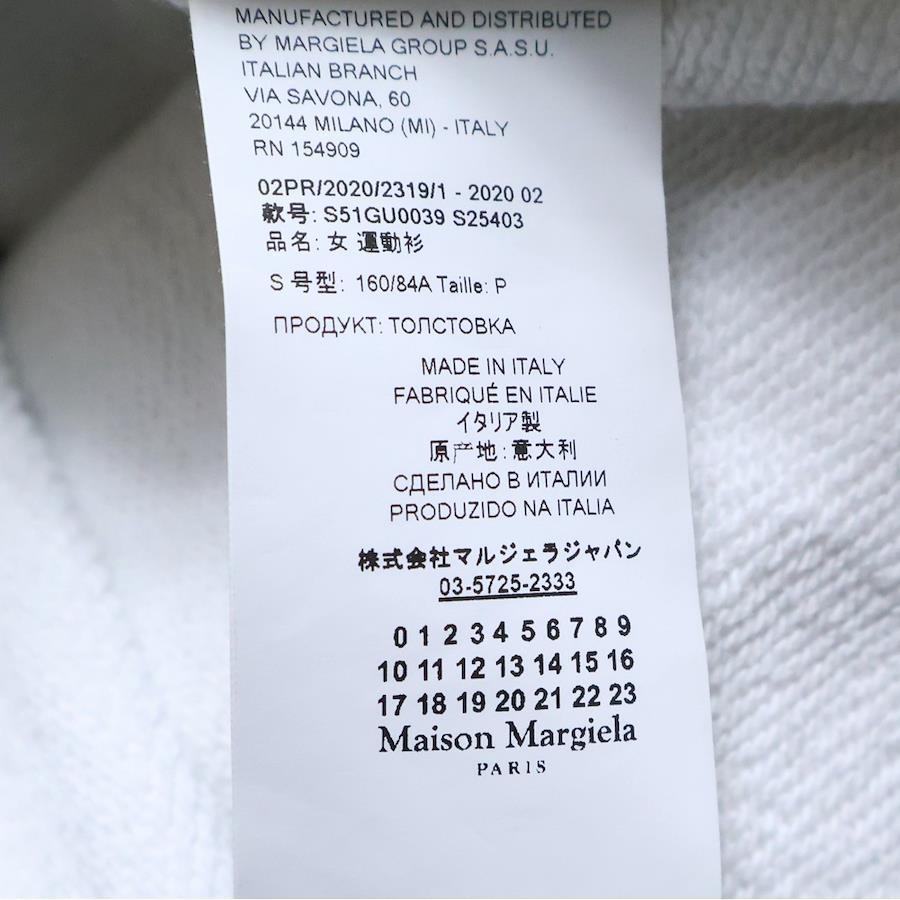 MANUFACTURED AND DISTRIBUTED
BY MARGIELA GROUP S.A.S.U.
ITALIAN BRANCH
VIA SAVONA, 60
20144 MILANO (MI) - ITALY
RN 154909
02PR/2020/2319/1 - 2020 02
款号: S51GU0039 S25403
品名: 女 運動衫
S 号型: 160/84A Taille: P
ПРОДУКТ: ТОЛСТОВКА
MADE IN ITALY
FABRIQUÉ EN ITALIE
イタリア製
原产地: 意大利
СДЕЛАНО В ИТАЛИИ
PRODUZIDO NA ITALIA
株式会社マルジェラジャパン
03-5725-2333
0 1 2 3 4 5 6 7 8 9
10 11 12 13 14 15 16
17 18 19 20 21 22 23
Maison Margiela
PARIS